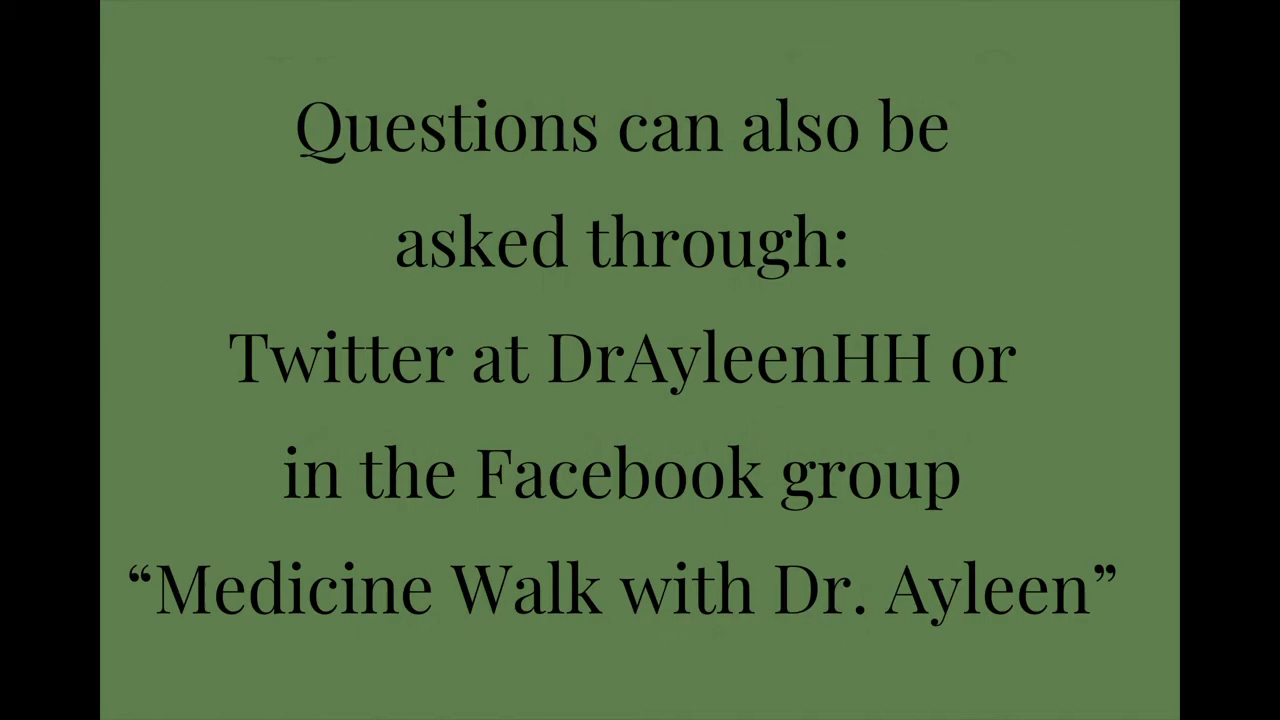 Questions can also be
asked through:
Twitter at DrAyleenHH or
in the Facebook group
“Medicine Walk with Dr. Ayleen”